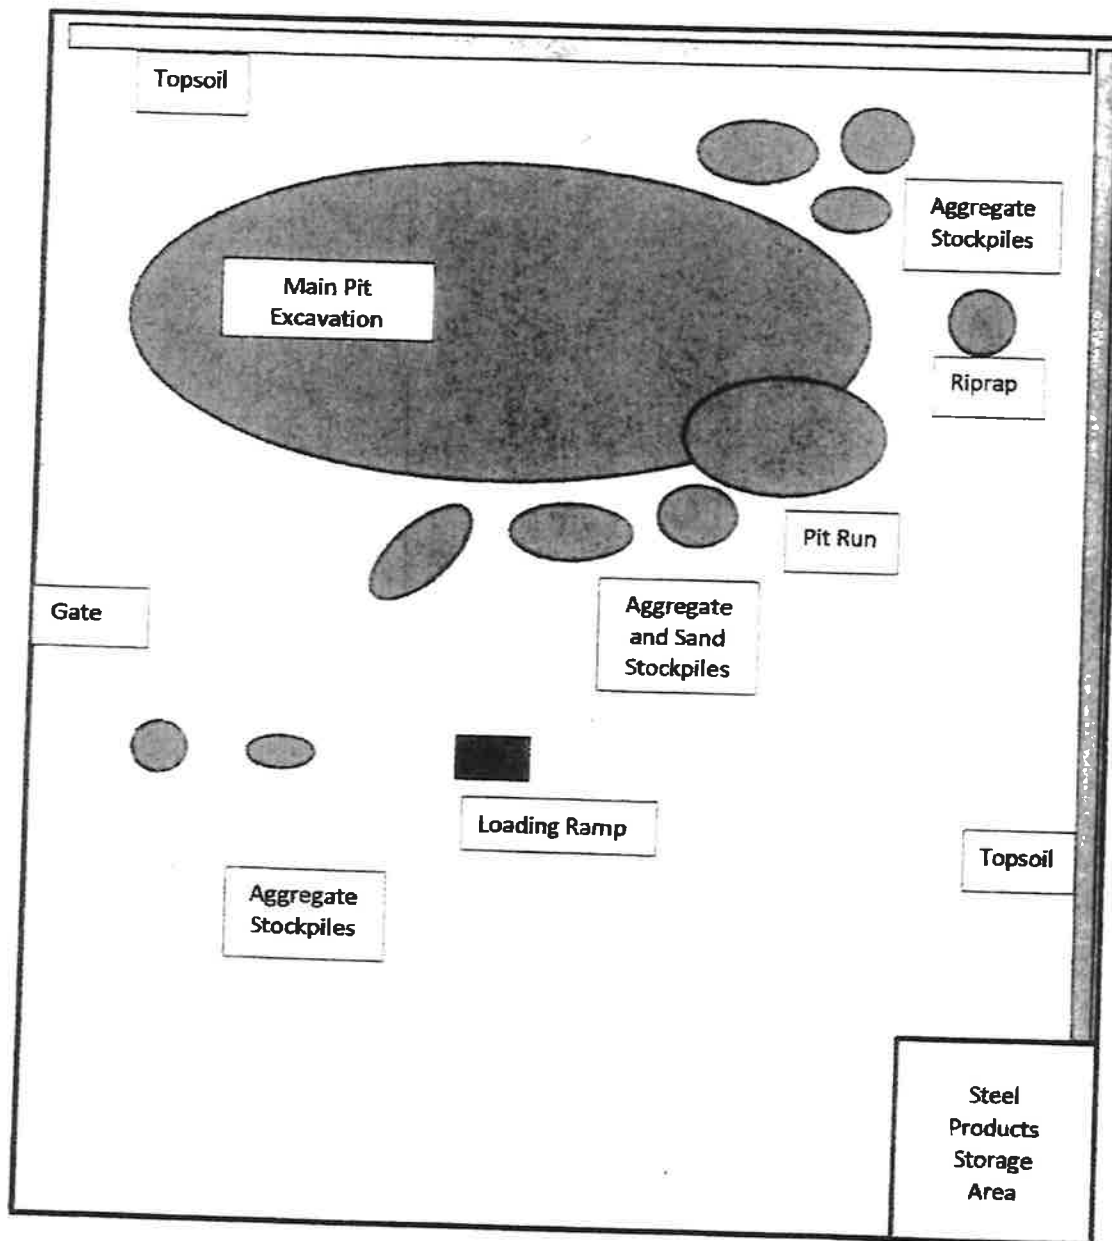 Topsoil
Aggregate
Stockpiles
Main Pit
Excavation
Riprap
Pit Run
Gate
Aggregate
and Sand
Stockpiles
Loading Ramp
Topsoil
Aggregate
Stockpiles
Steel
Products
Storage
Area